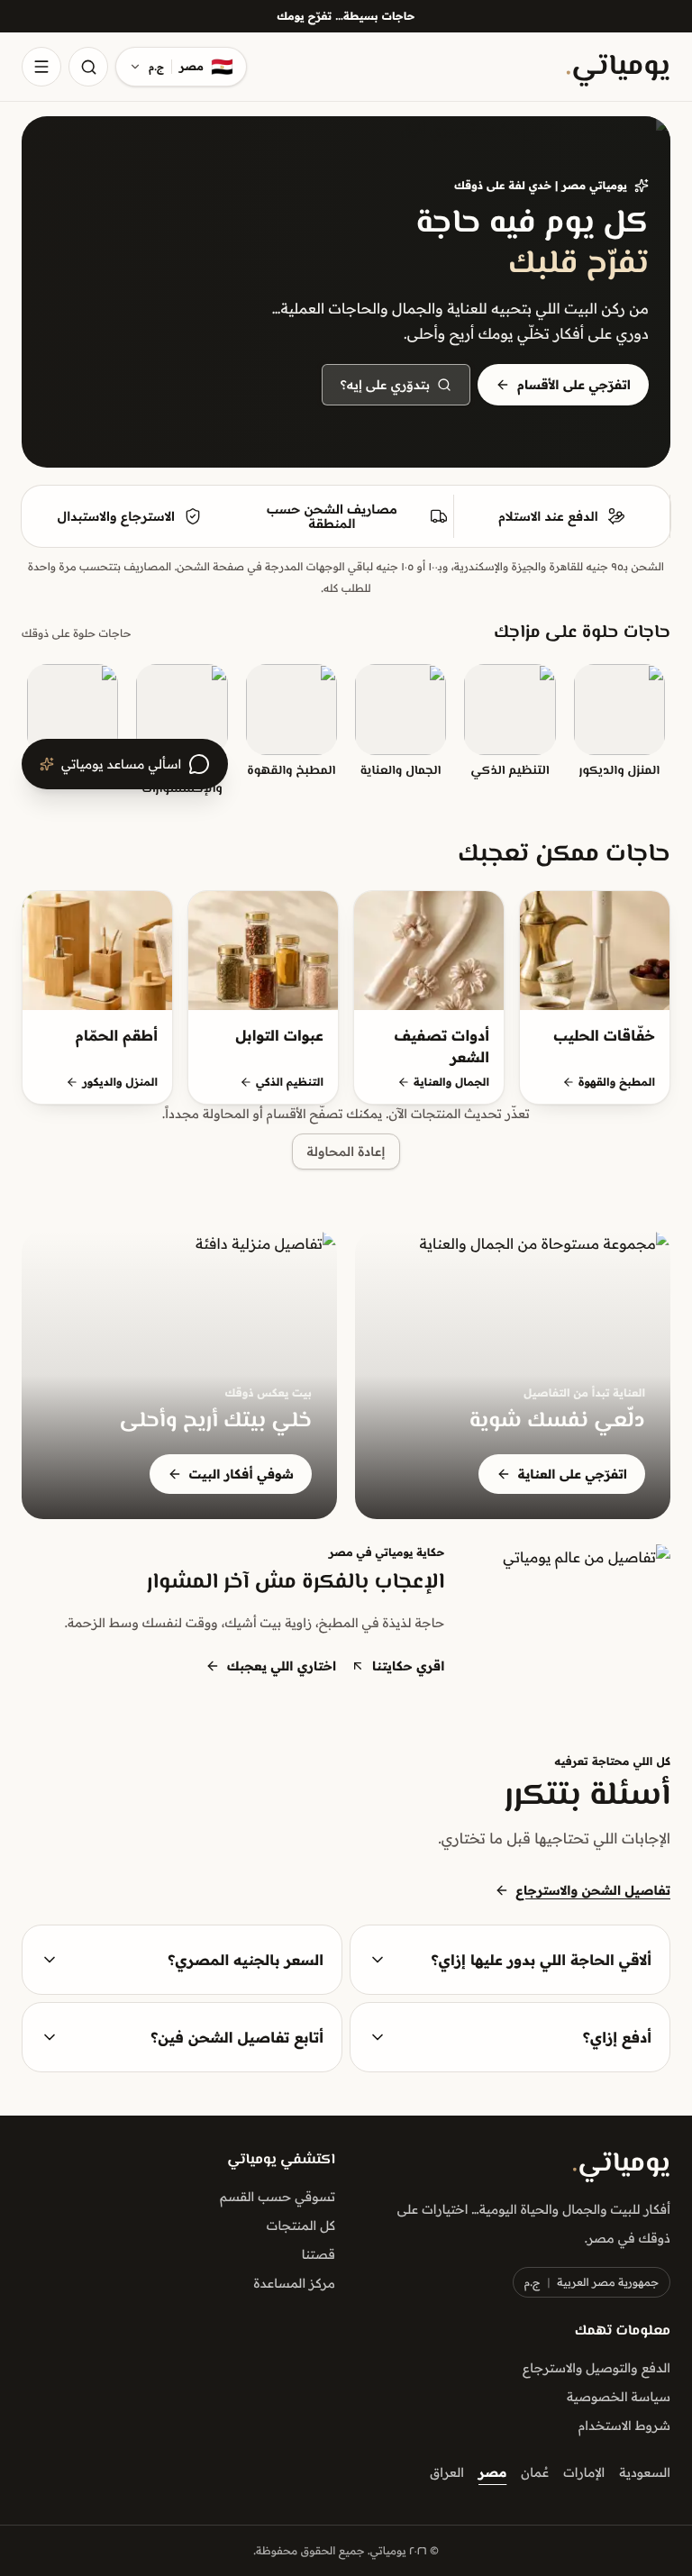 حاجات بسيطة... تفرّح يومك
يومياتي.
مصر | ج.م
يومياتي مصر | خدي لفة على ذوقك
كل يوم فيه حاجة
تفرّح قلبك
من ركن البيت اللي بتحبيه للعناية والجمال والحاجات العملية...
دوري على أفكار تخلّي يومك أريح وأحلى.
اتفرّجي على الأقسام
بتدوّري على إيه؟
الدفع عند الاستلام
مصاريف الشحن حسب
المنطقة
الاسترجاع والاستبدال
الشحن بـ٩٥ جنيه للقاهرة والجيزة والإسكندرية، وبـ١٠٠ أو ١٠٥ جنيه لباقي الوجهات المدرجة في صفحة الشحن. المصاريف بتتحسب مرة واحدة
للطلب كله.
حاجات حلوة على مزاجك
حاجات حلوة على ذوقك
المنزل والديكور
التنظيم الذكي
الجمال والعناية
المطبخ والقهوة
والإكسسوارات
اسألي مساعد يومياتي
حاجات ممكن تعجبك
خفّاقات الحليب
المطبخ والقهوة
أدوات تصفيف
الشعر
الجمال والعناية
عبوات التوابل
التنظيم الذكي
أطقم الحمّام
المنزل والديكور
تعذّر تحديث المنتجات الآن. يمكنك تصفّح الأقسام أو المحاولة مجدداً.
إعادة المحاولة
مجموعة مستوحاة من الجمال والعناية
العناية تبدأ من التفاصيل
دلّعي نفسك شوية
اتفرّجي على العناية
تفاصيل منزلية دافئة
بيت يعكس ذوقك
خلي بيتك أريح وأحلى
شوفي أفكار البيت
تفاصيل من عالم يومياتي
حكاية يومياتي في مصر
الإعجاب بالفكرة مش آخر المشوار
حاجة لذيذة في المطبخ، زاوية بيت أشيك، ووقت لنفسك وسط الزحمة.
اقري حكايتنا
اختاري اللي يعجبك
كل اللي محتاجة تعرفيه
أسئلة بتتكرر
الإجابات اللي تحتاجيها قبل ما تختاري.
تفاصيل الشحن والاسترجاع
ألاقي الحاجة اللي بدور عليها إزاي؟
السعر بالجنيه المصري؟
أدفع إزاي؟
أتابع تفاصيل الشحن فين؟
يومياتي.
أفكار للبيت والجمال والحياة اليومية... اختيارات على
ذوقك في مصر.
جمهورية مصر العربية | ج.م
اكتشفي يومياتي
تسوقي حسب القسم
كل المنتجات
قصتنا
مركز المساعدة
معلومات تهمك
الدفع والتوصيل والاسترجاع
سياسة الخصوصية
شروط الاستخدام
السعودية الإمارات عُمان مصر العراق
© ٢٠٢٦ يومياتي. جميع الحقوق محفوظة.